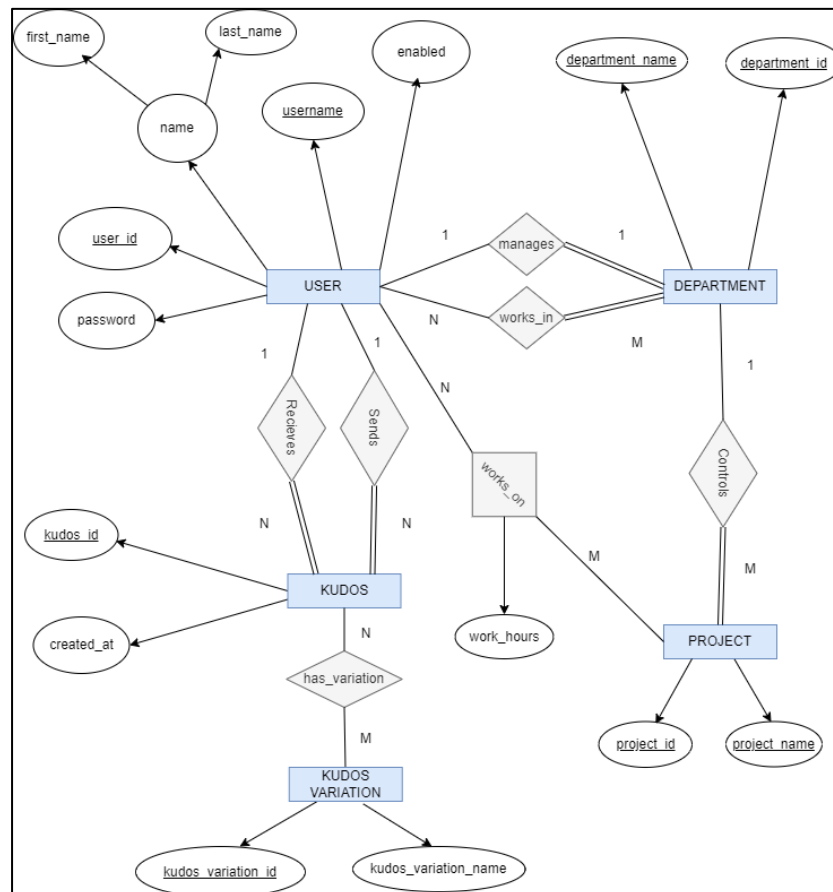 first_name
last_name
enabled
department_name
department_id
username
name
user_id
manages
1
1
USER
DEPARTMENT
password
N
works_in
M
1
1
N
1
Recieves
Sends
works_on
Controls
kudos_id
N
N
M
M
KUDOS
created_at
N
work_hours
PROJECT
has_variation
M
project_id
project_name
KUDOS
VARIATION
kudos_variation_id
kudos_variation_name